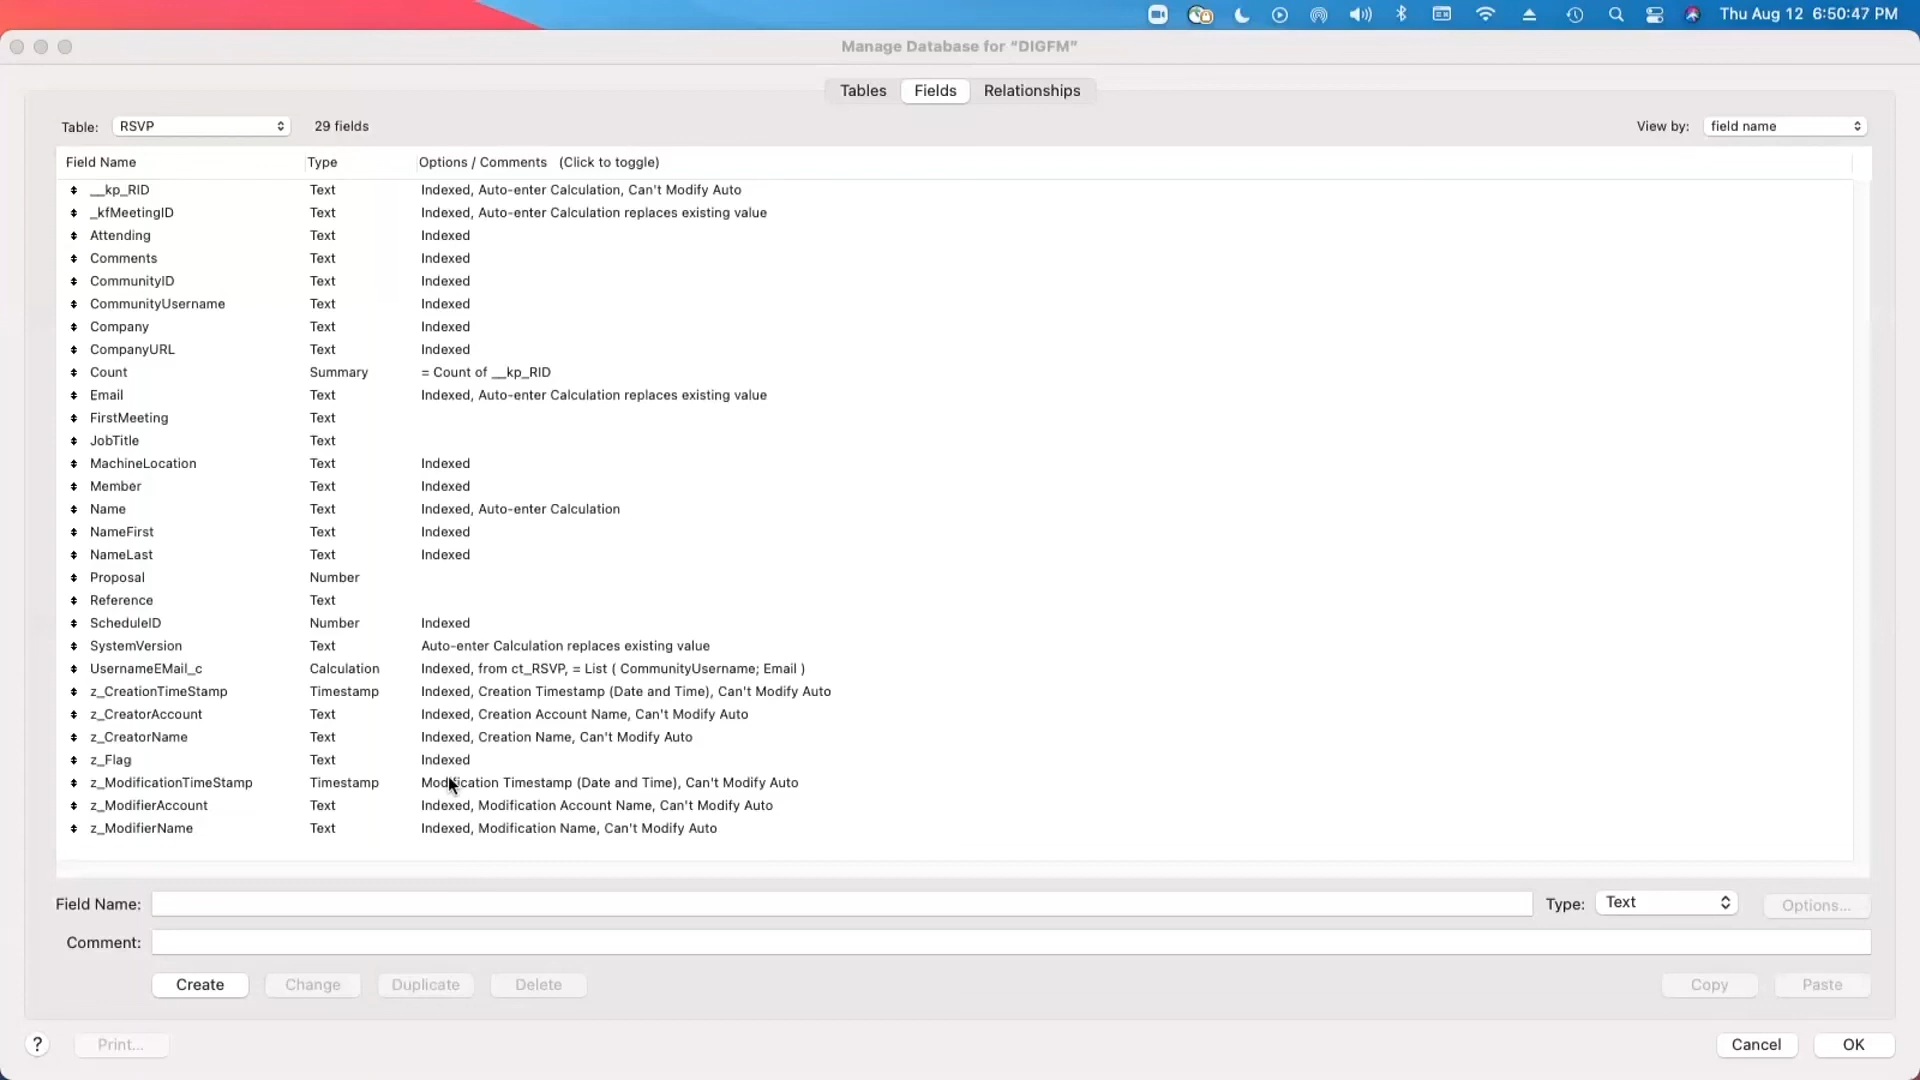 Thu Aug 12 6:50:47 PM
Manage Database for “DIGFM”
Tables Fields Relationships
Table: RSVP 29 fields View by: field name
Field Name Type Options / Comments (Click to toggle)
__kp_RID Text Indexed, Auto-enter Calculation, Can't Modify Auto
_kfMeetingID Text Indexed, Auto-enter Calculation replaces existing value
Attending Text Indexed
Comments Text Indexed
CommunityID Text Indexed
CommunityUsername Text Indexed
Company Text Indexed
CompanyURL Text Indexed
Count Summary = Count of __kp_RID
Email Text Indexed, Auto-enter Calculation replaces existing value
FirstMeeting Text
JobTitle Text
MachineLocation Text Indexed
Member Text Indexed
Name Text Indexed, Auto-enter Calculation
NameFirst Text Indexed
NameLast Text Indexed
Proposal Number
Reference Text
ScheduleID Number Indexed
SystemVersion Text Auto-enter Calculation replaces existing value
UsernameEMail_c Calculation Indexed, from ct_RSVP, = List ( CommunityUsername; Email )
z_CreationTimeStamp Timestamp Indexed, Creation Timestamp (Date and Time), Can't Modify Auto
z_CreatorAccount Text Indexed, Creation Account Name, Can't Modify Auto
z_CreatorName Text Indexed, Creation Name, Can't Modify Auto
z_Flag Text Indexed
z_ModificationTimeStamp Timestamp Modification Timestamp (Date and Time), Can't Modify Auto
z_ModifierAccount Text Indexed, Modification Account Name, Can't Modify Auto
z_ModifierName Text Indexed, Modification Name, Can't Modify Auto
Field Name: Type: Text Options...
Comment:
Create Change Duplicate Delete Copy Paste
? Print... Cancel OK